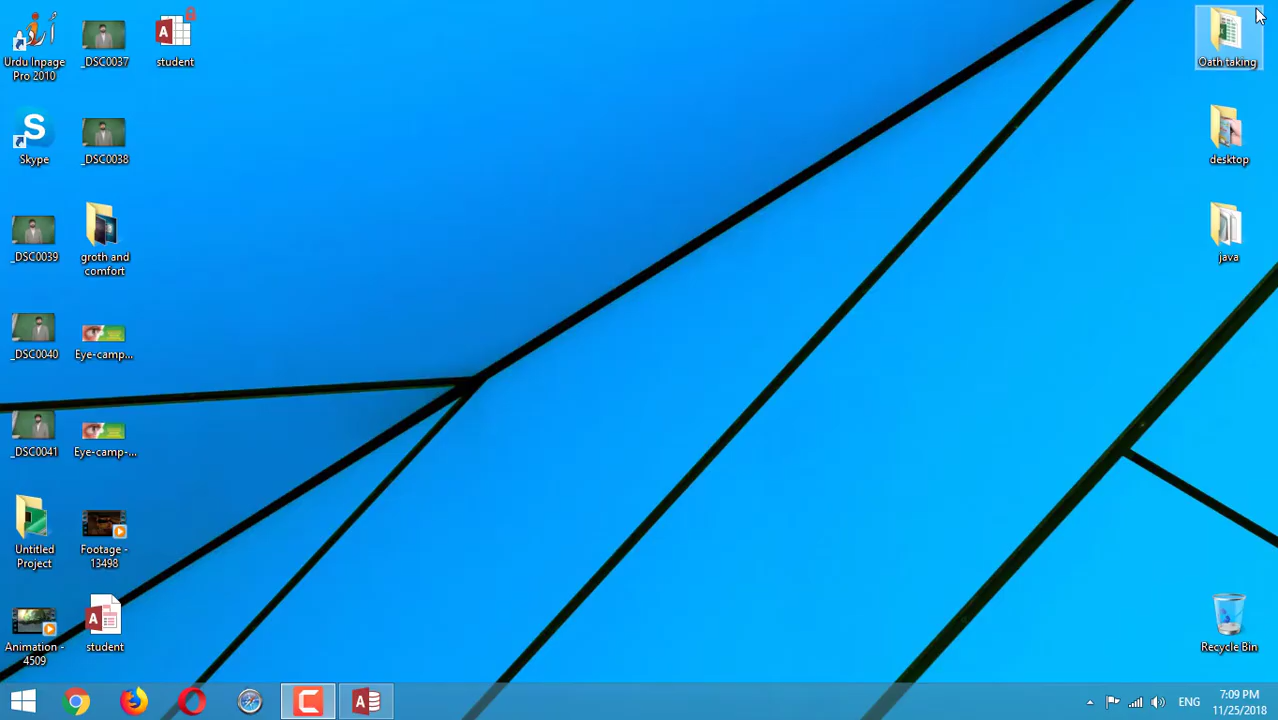 Urdu Inpage
Pro 2010
_DSC0037
student
Oath taking
Skype
_DSC0038
desktop
_DSC0039
groth and
comfort
java
_DSC0040
Eye-camp...
_DSC0041
Eye-camp-...
Untitled
Project
Footage -
13498
Animation -
4509
student
Recycle Bin
ENG
7:09 PM
11/25/2018